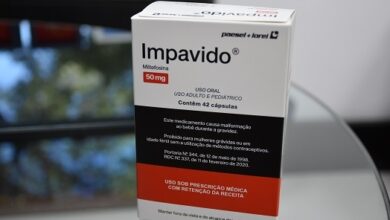 paesel+lorei
Impavido®
Miltefosina
50 mg
USO ORAL
USO ADULTO E PEDIÁTRICO
Contém 42 cápsulas
Este medicamento causa malformação
ao bebê durante a gravidez.
Proibido para mulheres grávidas ou em
idade fértil sem a utilização de métodos contraceptivos.
Portaria Nº 344, de 12 de maio de 1998.
RDC Nº 337, de 11 de fevereiro de 2020.
USO SOB PRESCRIÇÃO MÉDICA
COM RETENÇÃO DA RECEITA